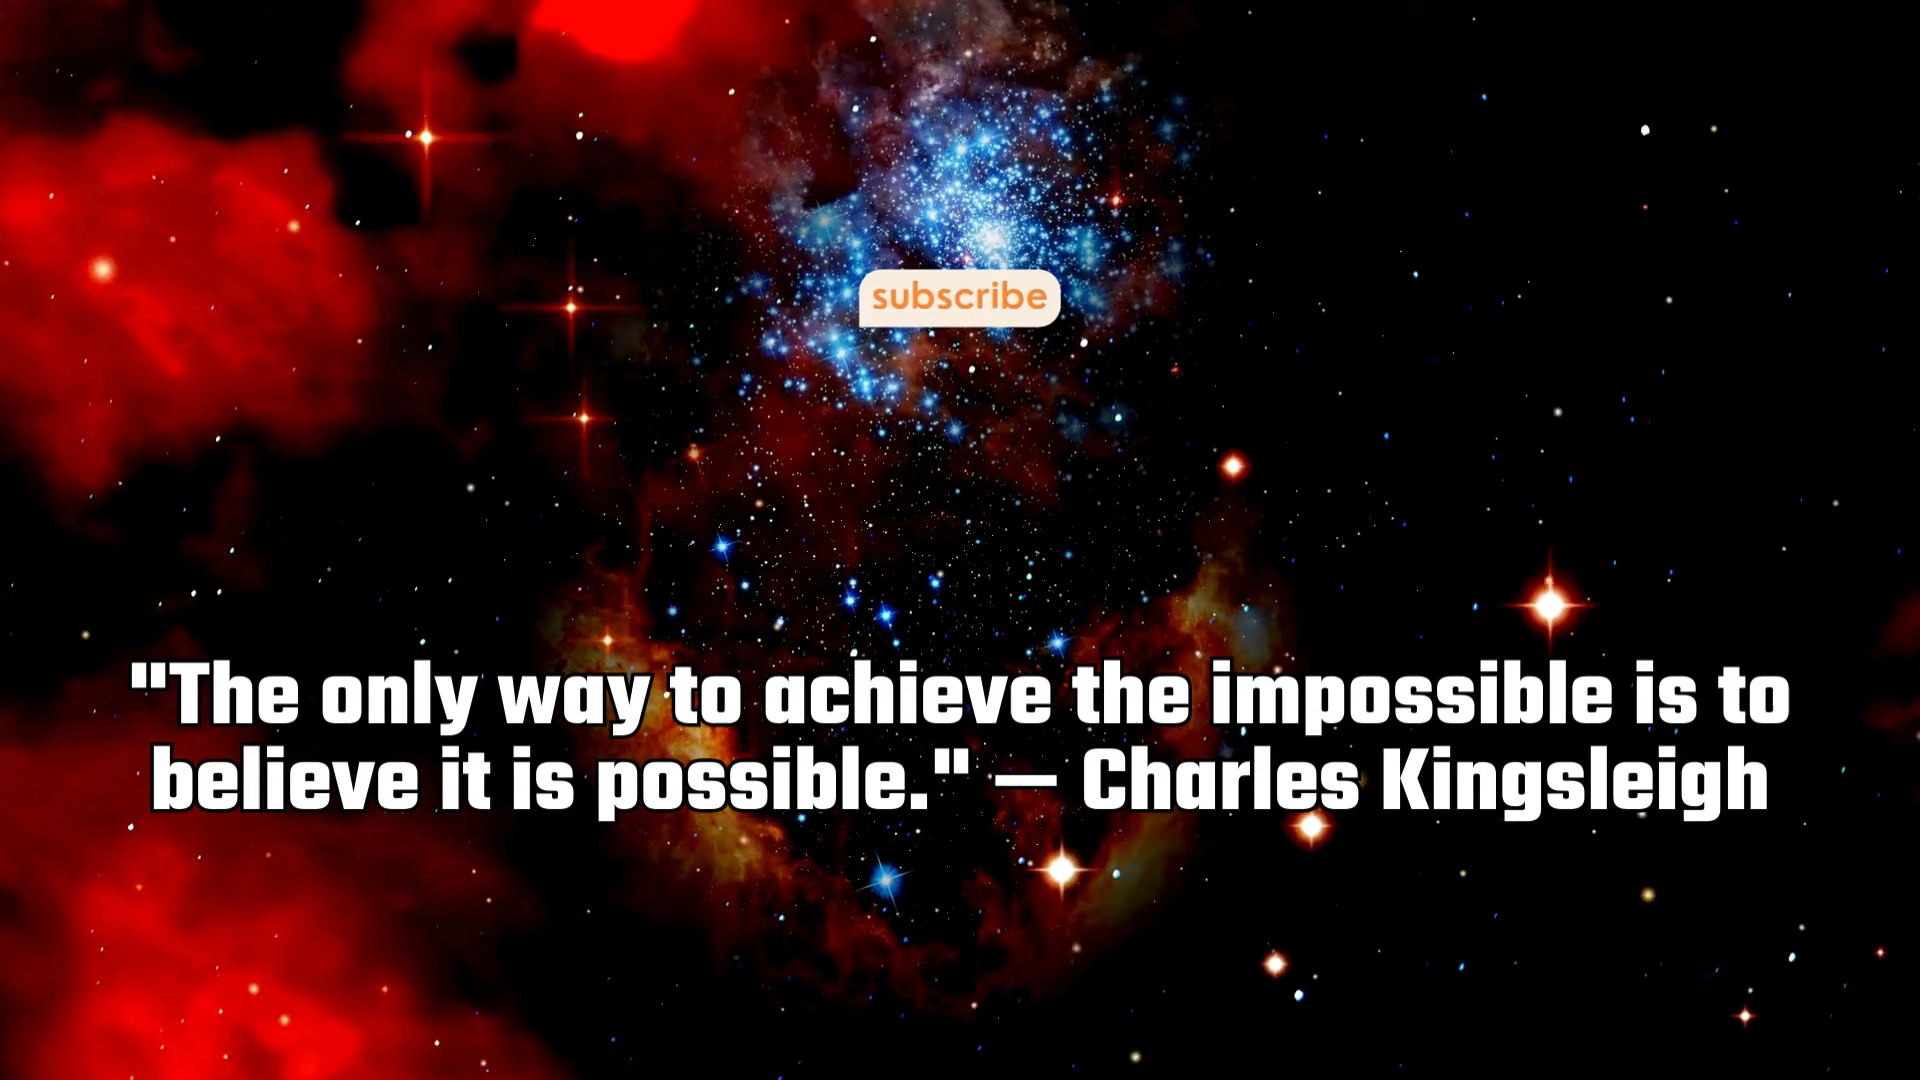 subscribe
"The only way to achieve the impossible is to
believe it is possible." — Charles Kingsleigh